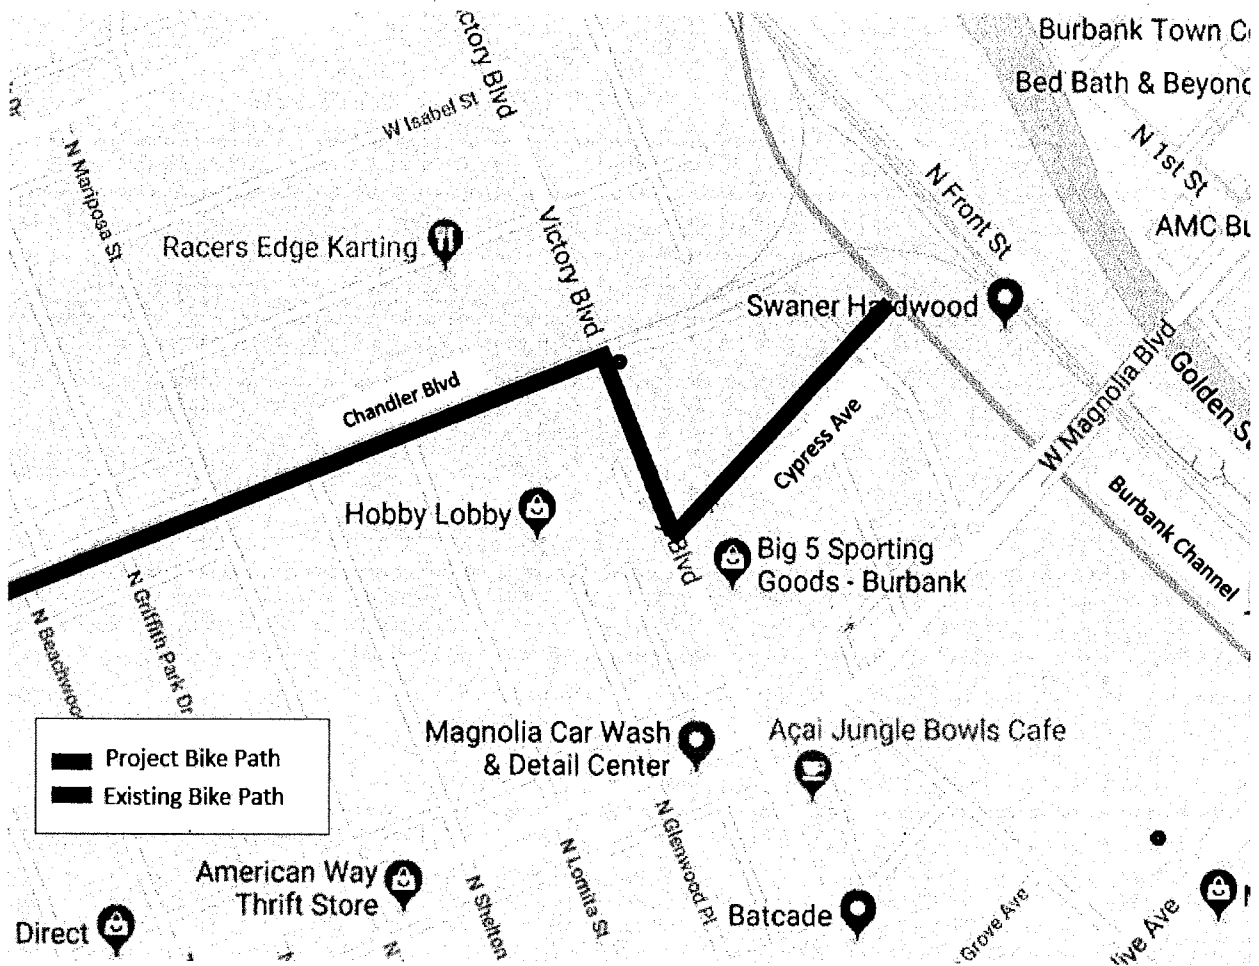 ctory Blvd
Burbank Town C
Bed Bath & Beyond
W Isabel St
N 1st St
N Mariposa St
N Front St
AMC Bu
Racers Edge Karting
Victory Blvd
Swaner Hardwood
W Magnolia Blvd
Golden S
Chandler Blvd
Cypress Ave
Hobby Lobby
Burbank Channel
Blvd
Big 5 Sporting
Goods - Burbank
N Beachwoo
N Griffith Park Dr
Project Bike Path
Existing Bike Path
Magnolia Car Wash
& Detail Center
Açai Jungle Bowls Cafe
N Glenwood Pl
N Lomita St
American Way
Thrift Store
N Shelton
Direct
N
N
Batcade
Grove Ave
live Ave